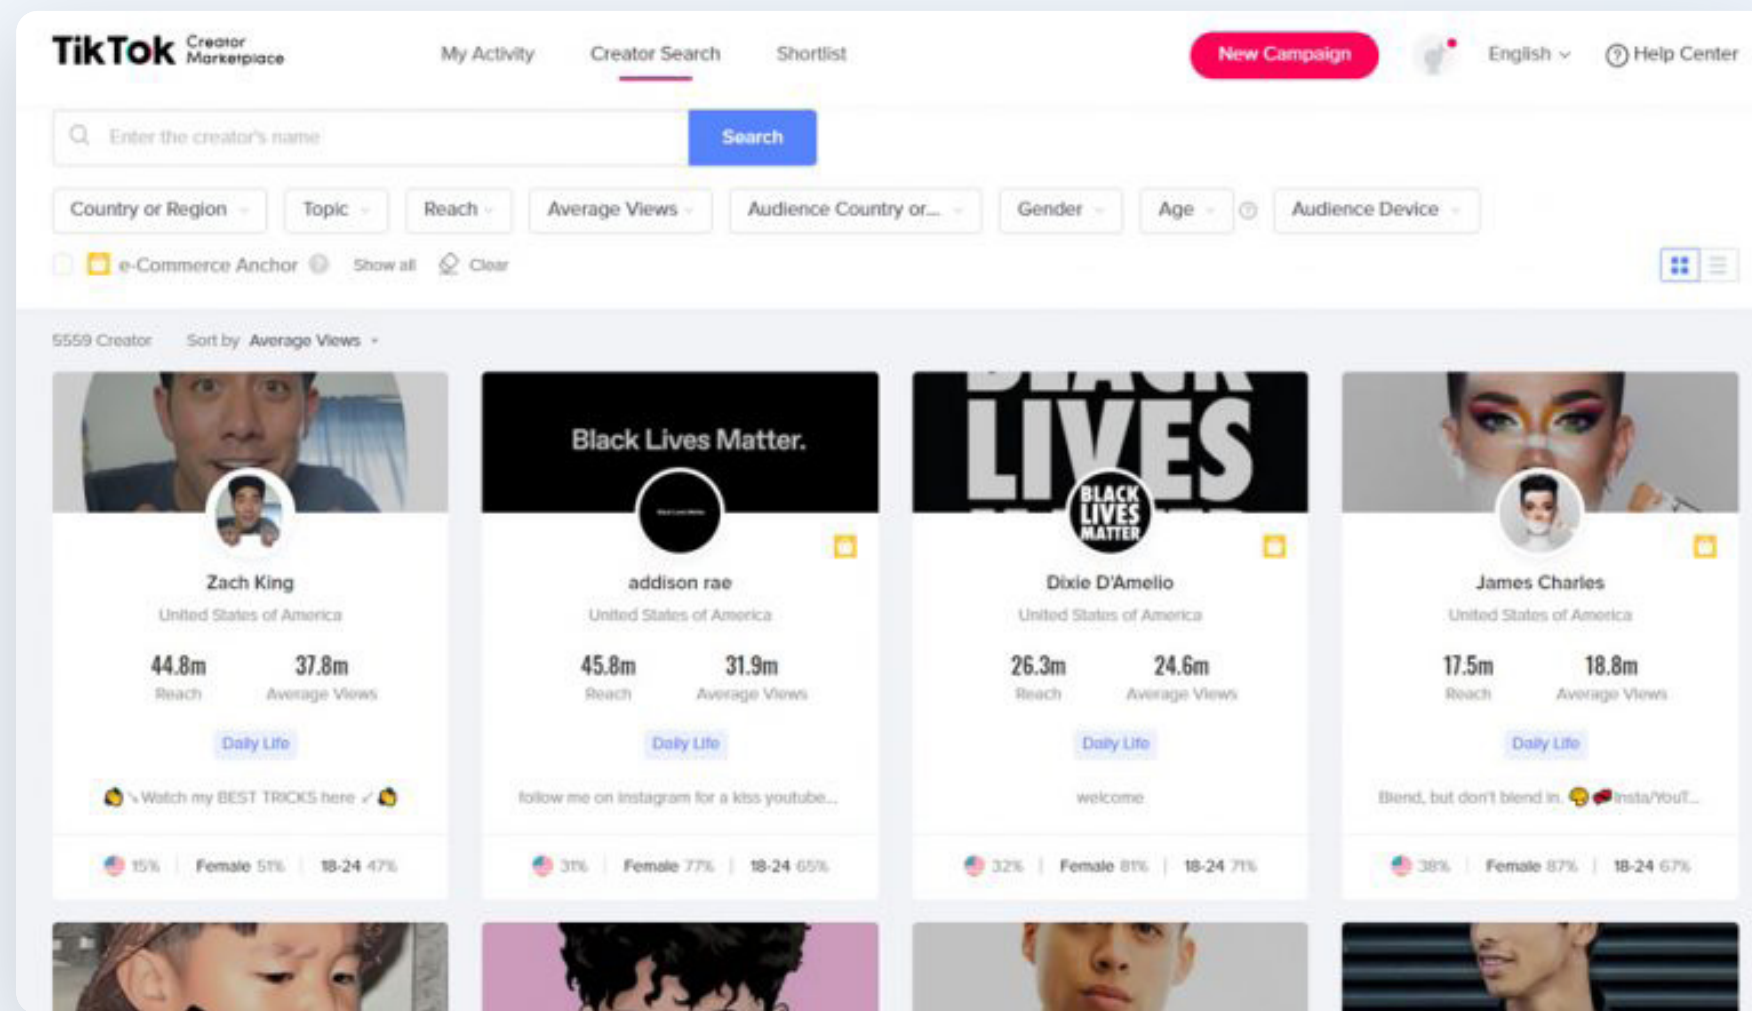 TikTok Creator Marketplace
My Activity
Creator Search
Shortlist
New Campaign
English
Help Center
Enter the creator's name
Search
Country or Region
Topic
Reach
Average Views
Audience Country or...
Gender
Age
Audience Device
e-Commerce Anchor
Show all
Clear
5559 Creator
Sort by Average Views
BLACK
LIVES
Black Lives Matter.
Black Lives Matter
BLACK
LIVES
MATTER
Zach King
United States of America
44.8m 37.8m
Reach Average Views
Daily Life
Watch my BEST TRICKS here
15% Female 51% 18-24 47%
addison rae
United States of America
45.8m 31.9m
Reach Average Views
Daily Life
follow me on instagram for a kiss youtube...
31% Female 77% 18-24 65%
Dixie D'Amelio
United States of America
26.3m 24.6m
Reach Average Views
Daily Life
welcome
32% Female 81% 18-24 71%
James Charles
United States of America
17.5m 18.8m
Reach Average Views
Daily Life
Blend, but don't blend in. Insta/YouT...
38% Female 87% 18-24 67%